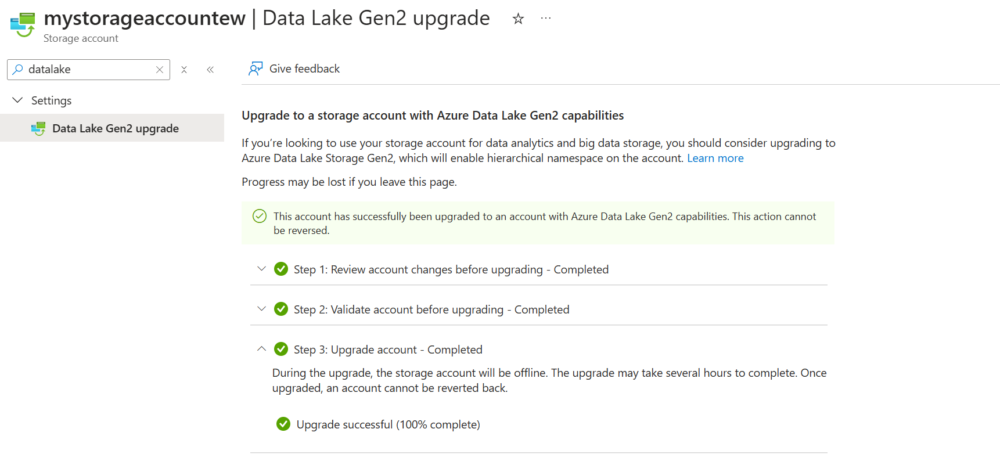 mystorageaccountew | Data Lake Gen2 upgrade
Storage account
datalake
Settings
Data Lake Gen2 upgrade
Give feedback
Upgrade to a storage account with Azure Data Lake Gen2 capabilities
If you’re looking to use your storage account for data analytics and big data storage, you should consider upgrading to
Azure Data Lake Storage Gen2, which will enable hierarchical namespace on the account. Learn more
Progress may be lost if you leave this page.
This account has successfully been upgraded to an account with Azure Data Lake Gen2 capabilities. This action cannot
be reversed.
Step 1: Review account changes before upgrading - Completed
Step 2: Validate account before upgrading - Completed
Step 3: Upgrade account - Completed
During the upgrade, the storage account will be offline. The upgrade may take several hours to complete. Once
upgraded, an account cannot be reverted back.
Upgrade successful (100% complete)